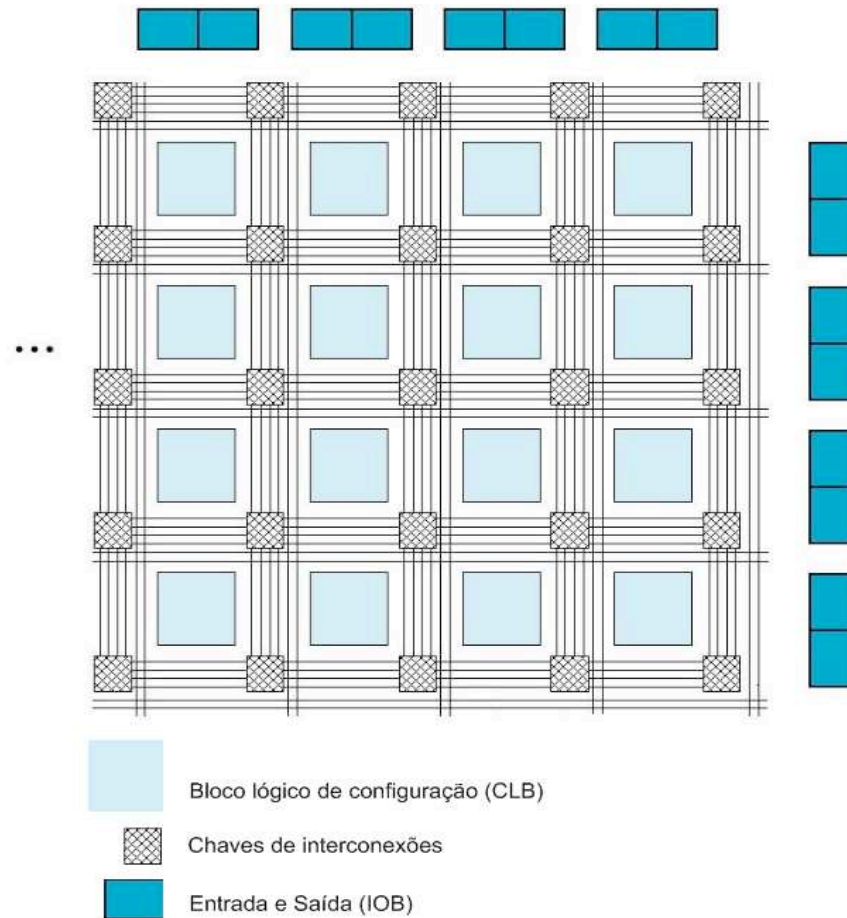 ...
Bloco lógico de configuração (CLB)
Chaves de interconexões
Entrada e Saída (IOB)